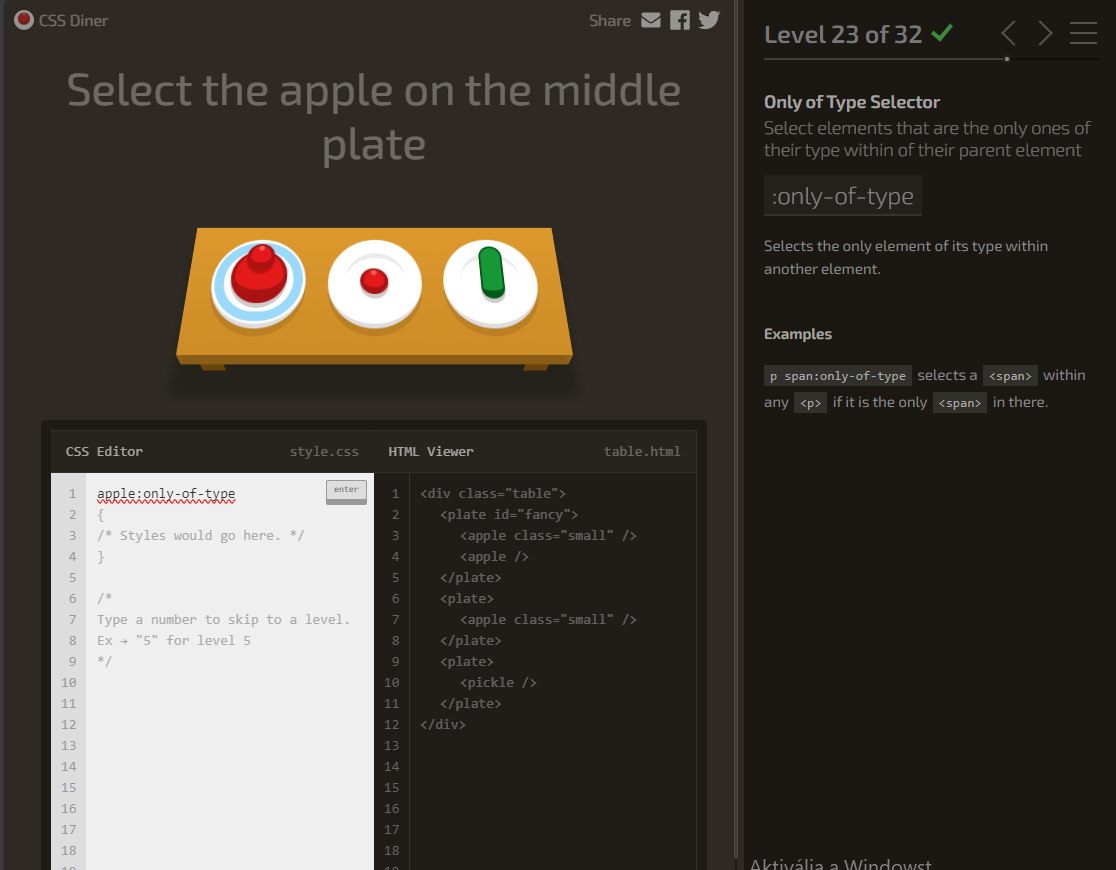 CSS Diner
Share
Select the apple on the middle
plate
CSS Editor
style.css
HTML Viewer
table.html
1
2
3
4
5
6
7
8
9
10
11
12
13
14
15
16
17
18
apple:only-of-type
enter
{
/* Styles would go here. */
}
/*
Type a number to skip to a level.
Ex → "5" for level 5
*/
1
2
3
4
5
6
7
8
9
10
11
12
13
14
15
16
17
18
<div class="table">
<plate id="fancy">
<apple class="small" />
<apple />
</plate>
<plate>
<apple class="small" />
</plate>
<plate>
<pickle />
</plate>
</div>
Level 23 of 32
Only of Type Selector
Select elements that are the only ones of
their type within of their parent element
:only-of-type
Selects the only element of its type within
another element.
Examples
p span:only-of-type selects a <span> within
any <p> if it is the only <span> in there.
Aktiválja a Windowst